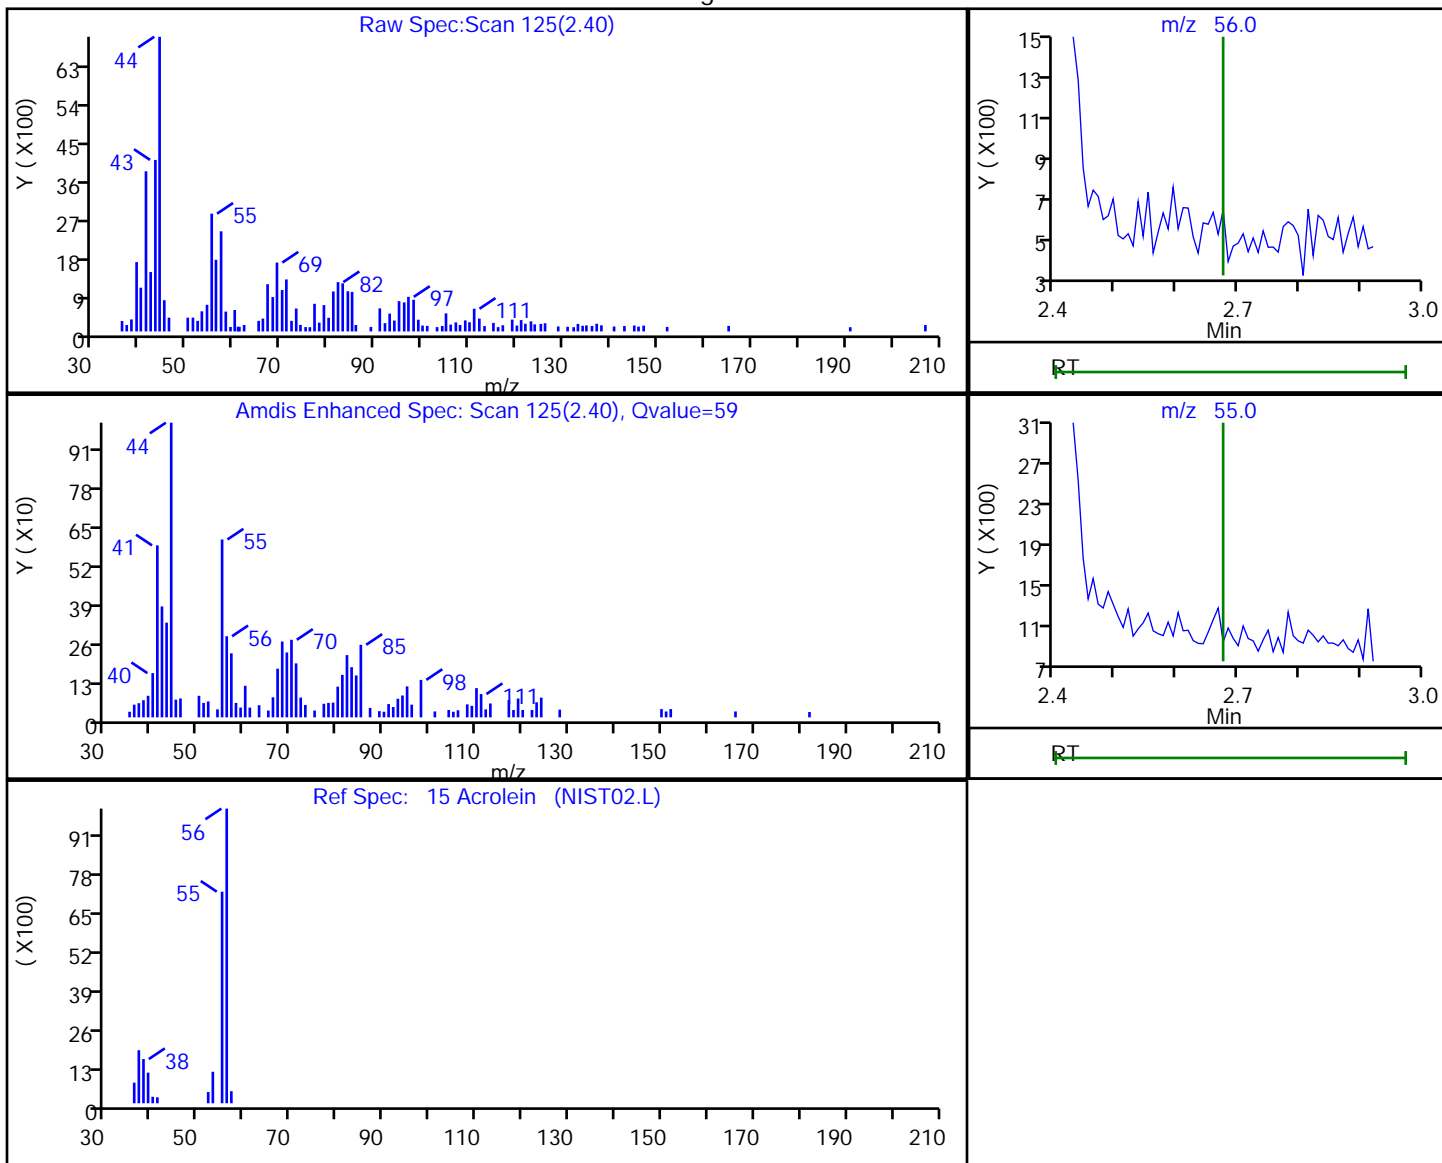 Raw Spec:Scan 125(2.40)
Y ( X100)
63
54
45
36
27
18
9
0
44
43
55
69
82
97
111
30 50 70 90 110 130 150 170 190 210
m/z
m/z 56.0
Y ( X100)
15
13
11
9
7
5
3
2.4 2.7 3.0
Min
RT
Amdis Enhanced Spec: Scan 125(2.40), Qvalue=59
Y ( X10)
91
78
65
52
39
26
13
0
44
41
40
55
56
70
85
98
111
30 50 70 90 110 130 150 170 190 210
m/z
m/z 55.0
Y ( X100)
31
27
23
19
15
11
7
2.4 2.7 3.0
Min
RT
Ref Spec: 15 Acrolein (NIST02.L)
( X100)
91
78
65
52
39
26
13
0
56
55
38
30 50 70 90 110 130 150 170 190 210